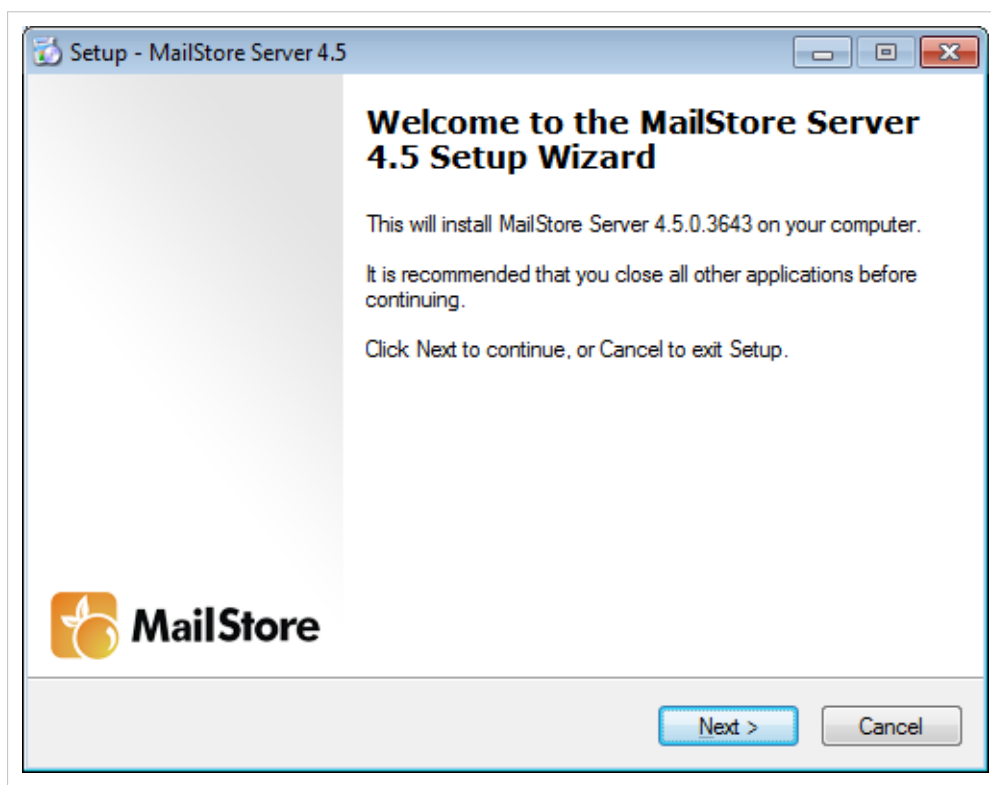 Setup - MailStore Server 4.5
Welcome to the MailStore Server
4.5 Setup Wizard
This will install MailStore Server 4.5.0.3643 on your computer.
It is recommended that you close all other applications before
continuing.
Click Next to continue, or Cancel to exit Setup.
MailStore
Next >
Cancel